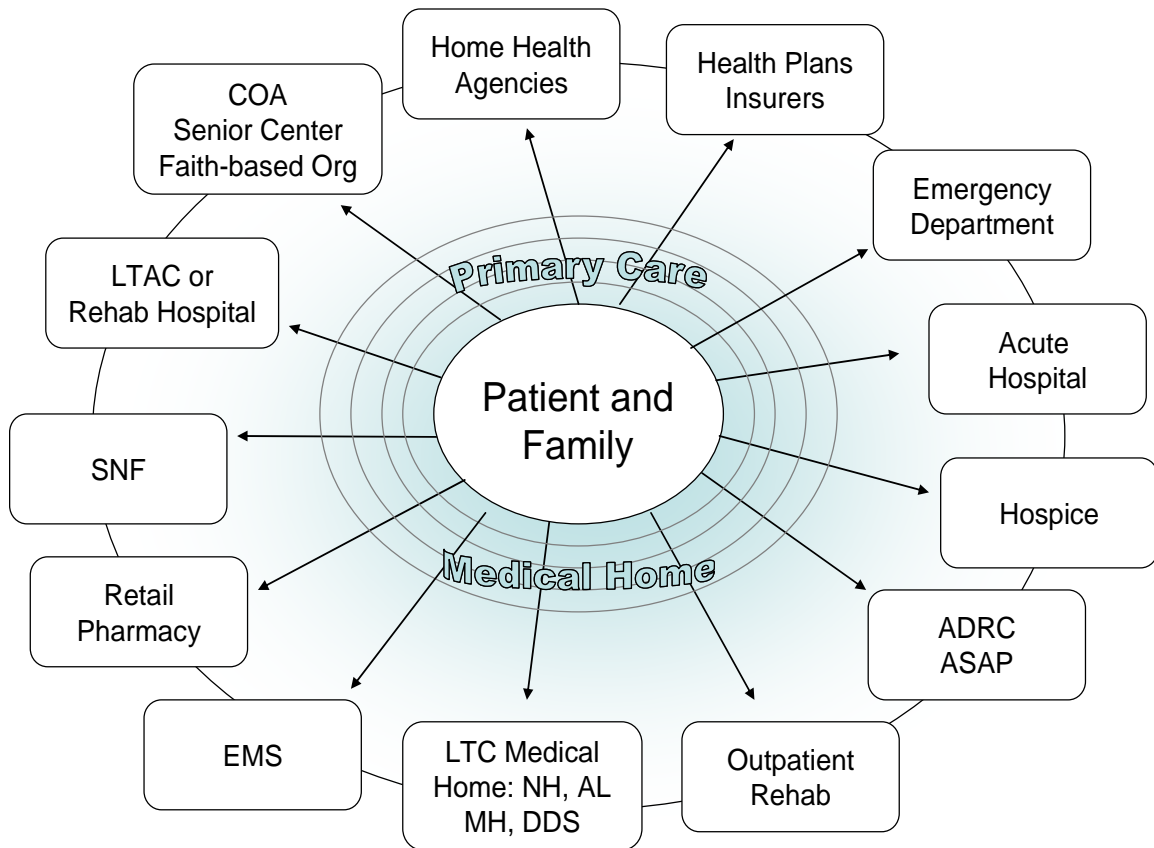 Home Health
Agencies
Health Plans
Insurers
COA
Senior Center
Faith-based Org
Emergency
Department
LTAC or
Rehab Hospital
Primary Care
Acute
Hospital
Patient and
Family
SNF
Hospice
Medical Home
Retail
Pharmacy
ADRC
ASAP
EMS
LTC Medical
Home: NH, AL
MH, DDS
Outpatient
Rehab